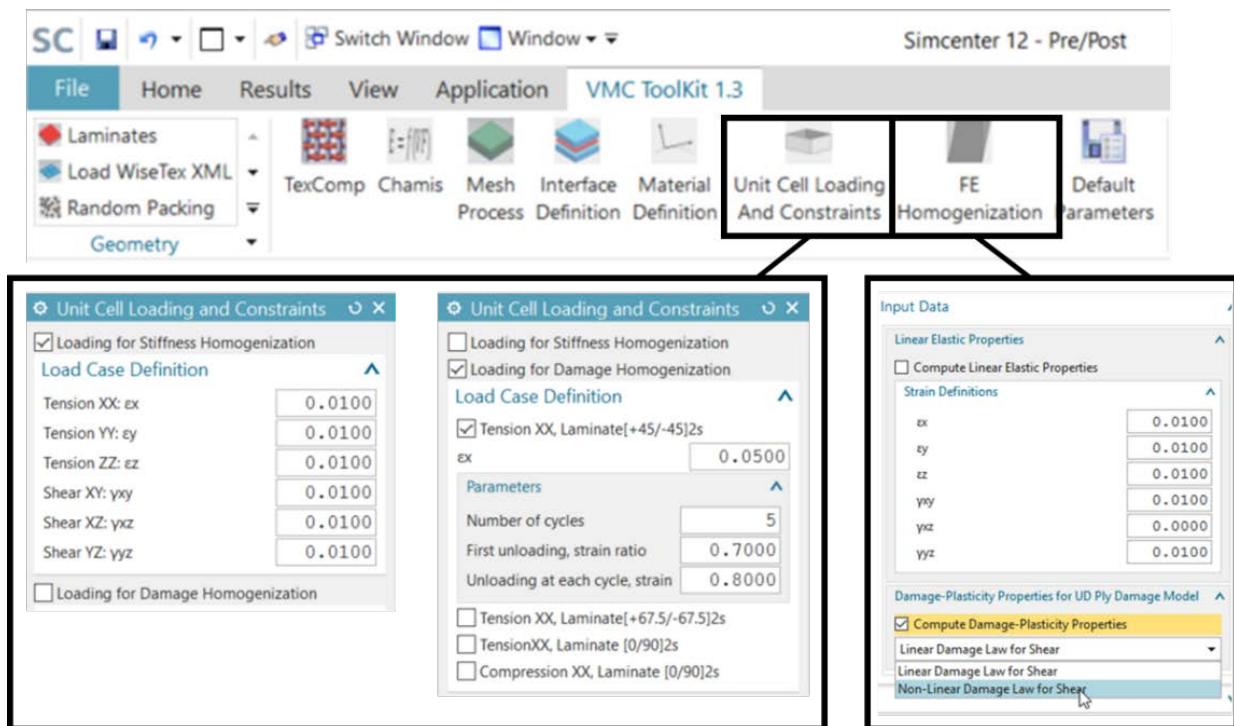 SC Switch Window Window Simcenter 12 - Pre/Post
File Home Results View Application VMC ToolKit 1.3
Laminates
Load WiseTex XML
Random Packing
Geometry
TexComp Chamis Mesh Process Interface Definition Material Definition Unit Cell Loading And Constraints FE Homogenization Default Parameters
Unit Cell Loading and Constraints
Loading for Stiffness Homogenization
Load Case Definition
Tension XX: εx 0.0100
Tension YY: εy 0.0100
Tension ZZ: εz 0.0100
Shear XY: γxy 0.0100
Shear XZ: γxz 0.0100
Shear YZ: γyz 0.0100
Loading for Damage Homogenization
Unit Cell Loading and Constraints
Loading for Stiffness Homogenization
Loading for Damage Homogenization
Load Case Definition
Tension XX, Laminate[+45/-45]2s
εx 0.0500
Parameters
Number of cycles 5
First unloading, strain ratio 0.7000
Unloading at each cycle, strain 0.8000
Tension XX, Laminate[+67.5/-67.5]2s
TensionXX, Laminate [0/90]2s
Compression XX, Laminate [0/90]2s
Input Data
Linear Elastic Properties
Compute Linear Elastic Properties
Strain Definitions
εx 0.0100
εy 0.0100
εz 0.0100
γxy 0.0100
γxz 0.0000
γyz 0.0100
Damage-Plasticity Properties for UD Ply Damage Model
Compute Damage-Plasticity Properties
Linear Damage Law for Shear
Linear Damage Law for Shear
Non-Linear Damage Law for Shear